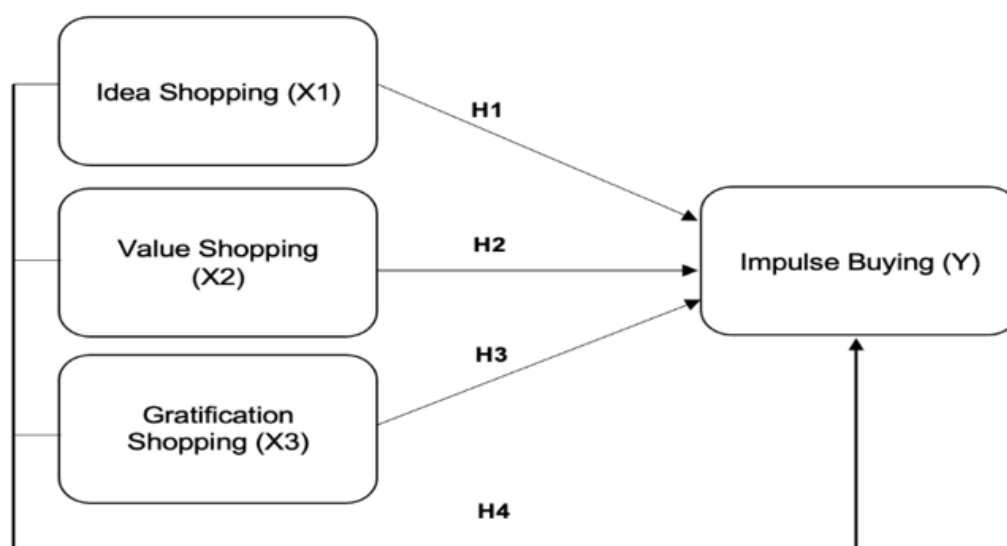 Idea Shopping (X1)
H1
Value Shopping
(X2)
H2
Impulse Buying (Y)
H3
Gratification
Shopping (X3)
H4